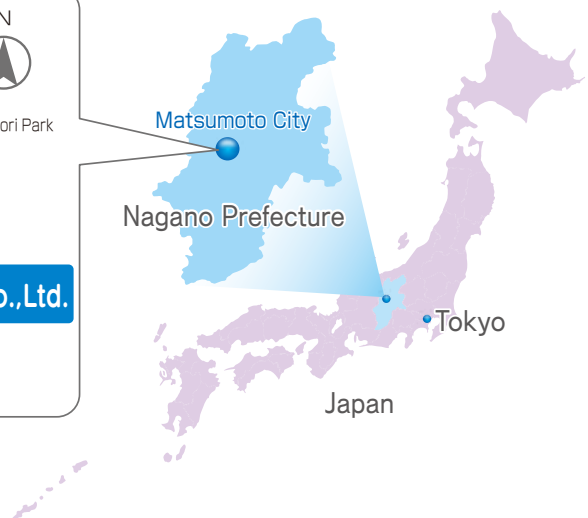 N
ori Park
Matsumoto City
Nagano Prefecture
o.,Ltd.
Tokyo
Japan